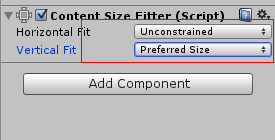 Content Size Fitter (Script)
Horizontal Fit Unconstrained
Vertical Fit Preferred Size
Add Component